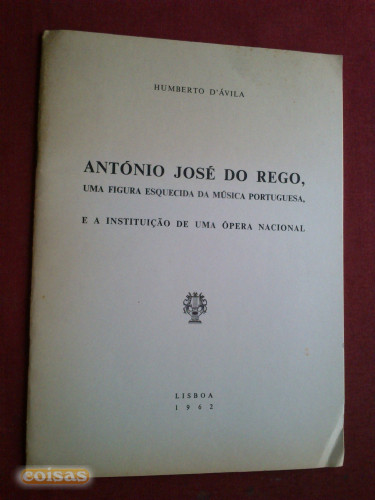 HUMBERTO D'ÁVILA
ANTÓNIO JOSÉ DO REGO,
UMA FIGURA ESQUECIDA DA MÚSICA PORTUGUESA,
E A INSTITUIÇÃO DE UMA ÓPERA NACIONAL
LISBOA
1962
coisas